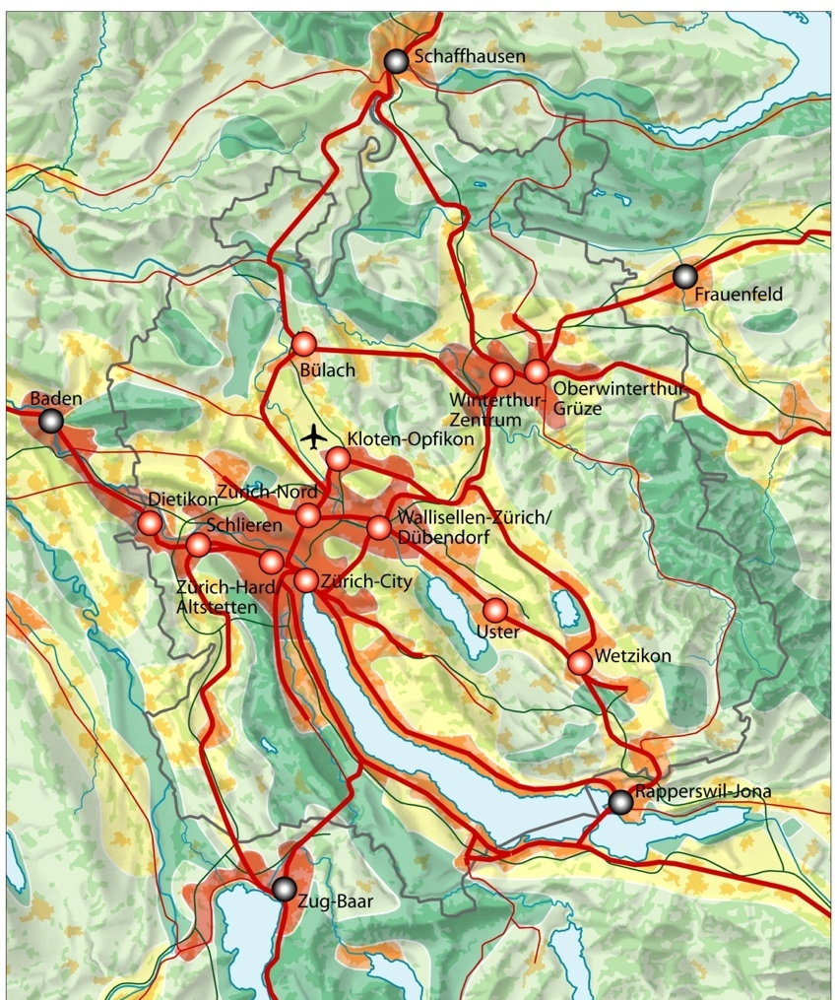 Schaffhausen
Frauenfeld
Bülach
Oberwinterthur-
Grüze
Winterthur-
Zentrum
Baden
Kloten-Opfikon
Zürich-Nord
Dietikon
Schlieren
Wallisellen-Zürich/
Dübendorf
Zürich-Hard
Altstetten
Zürich-City
Uster
Wetzikon
Rapperswil-Jona
Zug-Baar